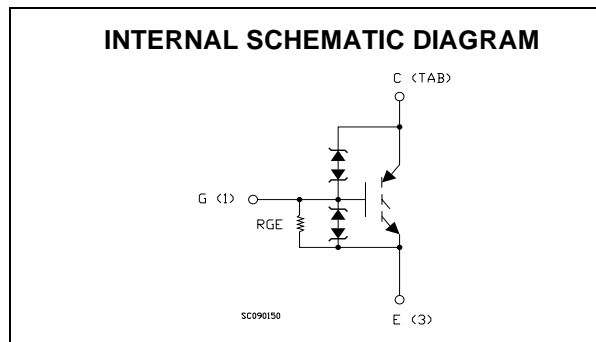 INTERNAL SCHEMATIC DIAGRAM
C (TAB)
G (1)
RGE
SC090150
E (3)